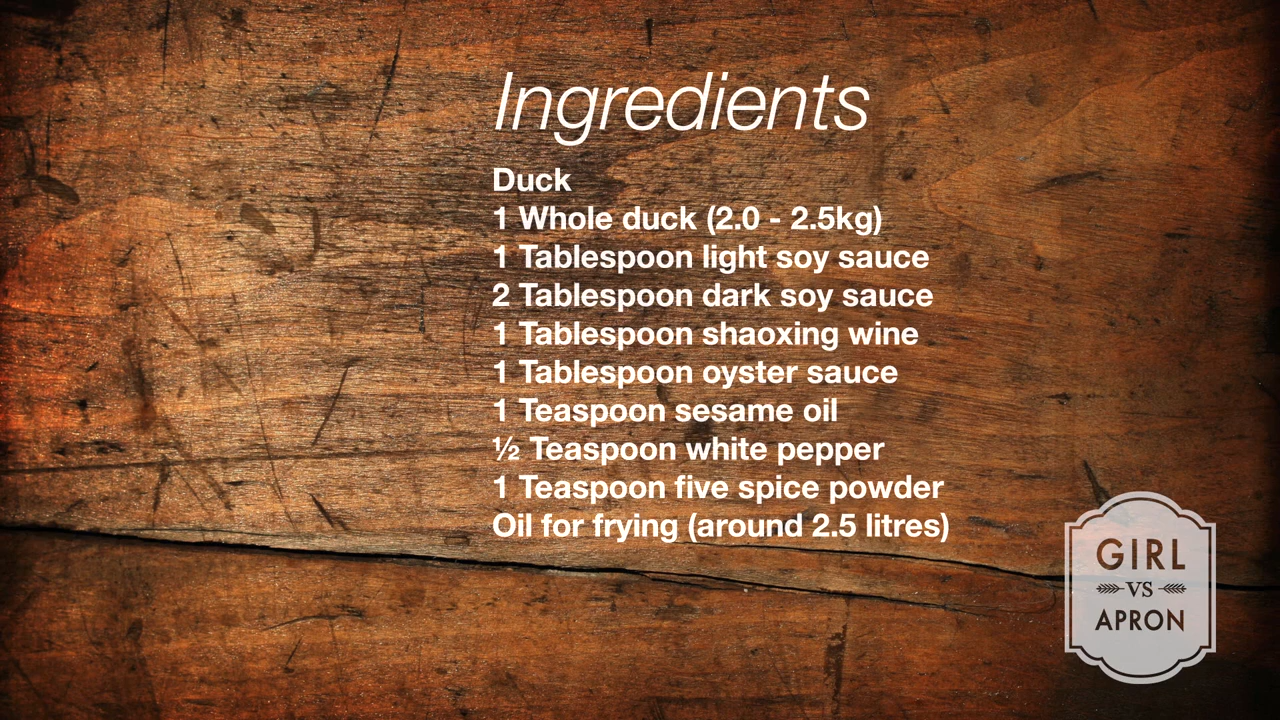 Ingredients
Duck
1 Whole duck (2.0 - 2.5kg)
1 Tablespoon light soy sauce
2 Tablespoon dark soy sauce
1 Tablespoon shaoxing wine
1 Tablespoon oyster sauce
1 Teaspoon sesame oil
½ Teaspoon white pepper
1 Teaspoon five spice powder
Oil for frying (around 2.5 litres)
GIRL
VS
APRON